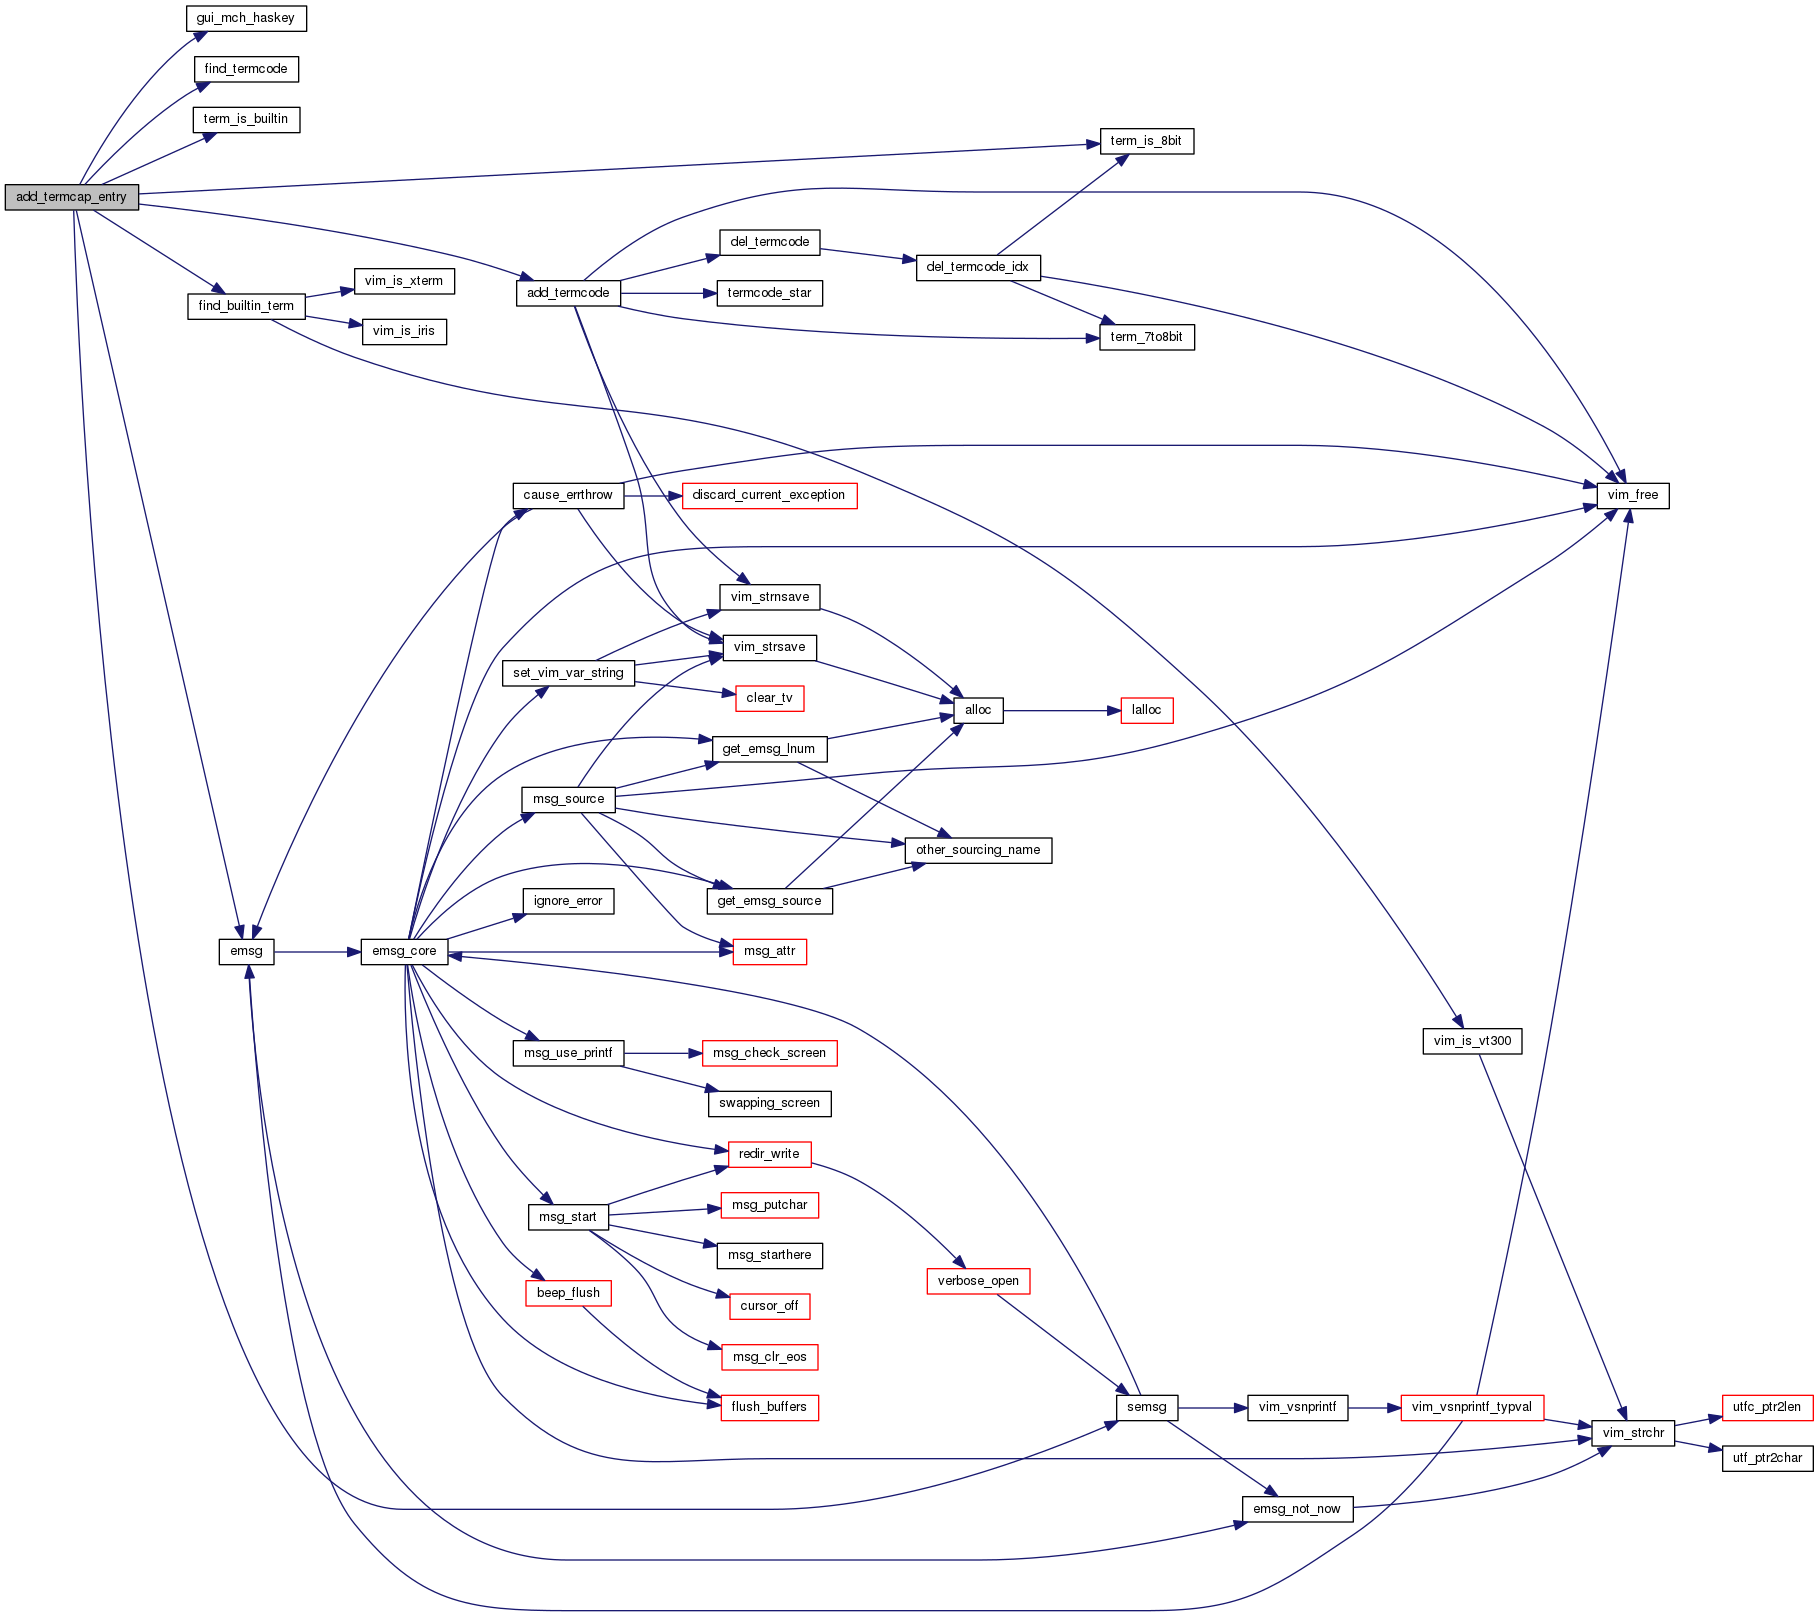 gui_mch_haskey
find_termcode
term_is_builtin
term_is_8bit
add_termcap_entry
del_termcode
del_termcode_idx
vim_is_xterm
find_builtin_term
add_termcode
termcode_star
vim_is_iris
term_7to8bit
cause_errthrow
discard_current_exception
vim_free
vim_strnsave
vim_strsave
set_vim_var_string
clear_tv
alloc
lalloc
get_emsg_lnum
msg_source
other_sourcing_name
ignore_error
get_emsg_source
emsg
emsg_core
msg_attr
vim_is_vt300
msg_use_printf
msg_check_screen
swapping_screen
redir_write
msg_putchar
msg_start
msg_starthere
verbose_open
beep_flush
cursor_off
msg_clr_eos
flush_buffers
semsg
vim_vsnprintf
vim_vsnprintf_typval
utfc_ptr2len
vim_strchr
utf_ptr2char
emsg_not_now